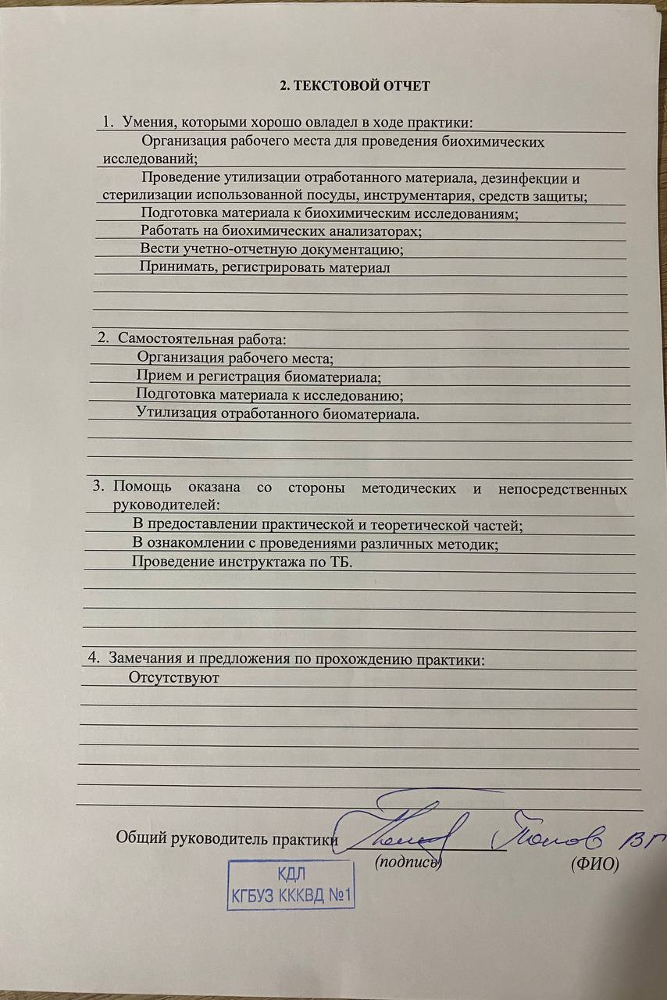 2. ТЕКСТОВОЙ ОТЧЕТ
1. Умения, которыми хорошо овладел в ходе практики:
Организация рабочего места для проведения биохимических
исследований;
Проведение утилизации отработанного материала, дезинфекции и
стерилизации использованной посуды, инструментария, средств защиты;
Подготовка материала к биохимическим исследованиям;
Работать на биохимических анализаторах;
Вести учетно-отчетную документацию;
Принимать, регистрировать материал
2. Самостоятельная работа:
Организация рабочего места;
Прием и регистрация биоматериала;
Подготовка материала к исследованию;
Утилизация отработанного биоматериала.
3. Помощь оказана со стороны методических и непосредственных
руководителей:
В предоставлении практической и теоретической частей;
В ознакомлении с проведениями различных методик;
Проведение инструктажа по ТБ.
4. Замечания и предложения по прохождению практики:
Отсутствуют
Общий руководитель практики Попов ВГ
(подпись) (ФИО)
КДЛ
КГБУЗ КККВД №1